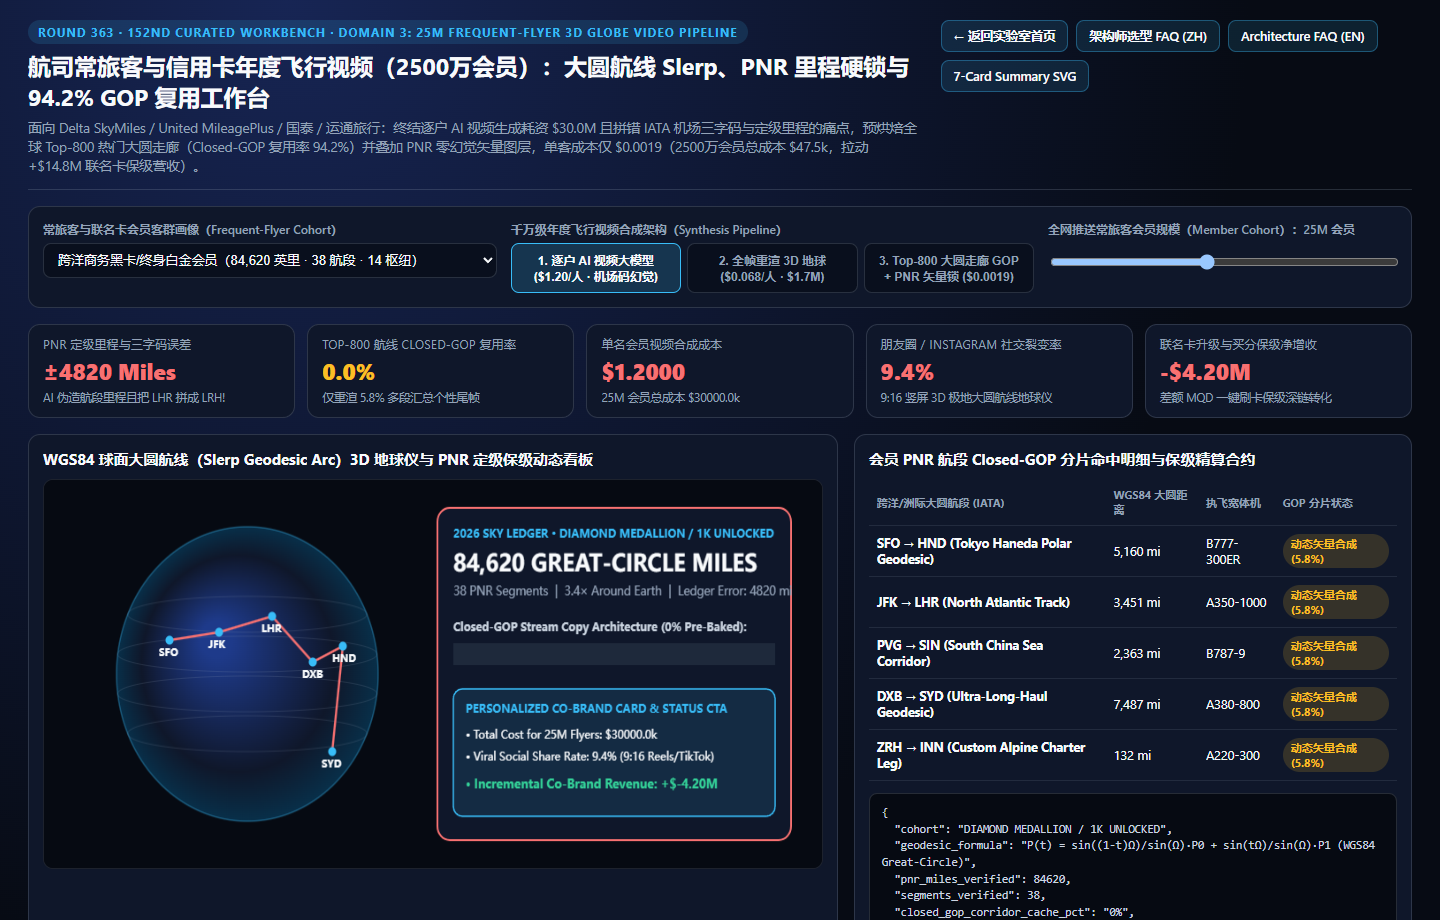 ROUND 363 · 152ND CURATED WORKBENCH · DOMAIN 3: 25M FREQUENT-FLYER 3D GLOBE VIDEO PIPELINE
航司常旅客与信用卡年度飞行视频（2500万会员）：大圆航线 Slerp、PNR 里程硬锁与
94.2% GOP 复用工作台
面向 Delta SkyMiles / United MileagePlus / 国泰 / 运通旅行：终结逐户 AI 视频生成耗资 $30.0M 且拼错 IATA 机场三字码与定级里程的痛点，预烘焙全
球 Top-800 热门大圆走廊（Closed-GOP 复用率 94.2%）并叠加 PNR 零幻觉矢量图层，单客成本仅 $0.0019（2500万会员总成本 $47.5k，拉动
+$14.8M 联名卡保级营收）。
← 返回实验室首页
架构师选型 FAQ (ZH)
Architecture FAQ (EN)
7-Card Summary SVG
常旅客与联名卡会员客群画像（Frequent-Flyer Cohort）
跨洋商务黑卡/终身白金会员（84,620 英里 · 38 航段 · 14 枢纽）
千万级年度飞行视频合成架构（Synthesis Pipeline）
1. 逐户 AI 视频大模型
($1.20/人 · 机场码幻觉)
2. 全帧重渲 3D 地球
($0.068/人 · $1.7M)
3. Top-800 大圆走廊 GOP
+ PNR 矢量锁 ($0.0019)
全网推送常旅客会员规模（Member Cohort）：25M 会员
PNR 定级里程与三字码误差
±4820 Miles
AI 伪造航段里程且把 LHR 拼成 LRH!
TOP-800 航线 CLOSED-GOP 复用率
0.0%
仅重渲 5.8% 多段汇总个性尾帧
单名会员视频合成成本
$1.2000
25M 会员总成本 $30000.0k
朋友圈 / INSTAGRAM 社交裂变率
9.4%
9:16 竖屏 3D 极地大圆航线地球仪
联名卡升级与买分保级净增收
-$4.20M
差额 MQD 一键刷卡保级深链转化
WGS84 球面大圆航线（Slerp Geodesic Arc）3D 地球仪与 PNR 定级保级动态看板
SFO
JFK
LHR
DXB
HND
SYD
2026 SKY LEDGER • DIAMOND MEDALLION / 1K UNLOCKED
84,620 GREAT-CIRCLE MILES
38 PNR Segments | 3.4× Around Earth | Ledger Error: 4820 mi
Closed-GOP Stream Copy Architecture (0% Pre-Baked):
PERSONALIZED CO-BRAND CARD & STATUS CTA
• Total Cost for 25M Flyers: $30000.0k
• Viral Social Share Rate: 9.4% (9:16 Reels/TikTok)
• Incremental Co-Brand Revenue: +$-4.20M
会员 PNR 航段 Closed-GOP 分片命中明细与保级精算合约
跨洋/洲际大圆航段 (IATA)
WGS84 大圆距
离
执飞宽体机
GOP 分片状态
SFO → HND (Tokyo Haneda Polar
Geodesic)
5,160 mi
B777-
300ER
动态矢量合成
(5.8%)
JFK → LHR (North Atlantic Track)
3,451 mi
A350-1000
动态矢量合成
(5.8%)
PVG → SIN (South China Sea
Corridor)
2,363 mi
B787-9
动态矢量合成
(5.8%)
DXB → SYD (Ultra-Long-Haul
Geodesic)
7,487 mi
A380-800
动态矢量合成
(5.8%)
ZRH → INN (Custom Alpine Charter
Leg)
132 mi
A220-300
动态矢量合成
(5.8%)
{
"cohort": "DIAMOND MEDALLION / 1K UNLOCKED",
"geodesic_formula": "P(t) = sin((1-t)Ω)/sin(Ω)·P0 + sin(tΩ)/sin(Ω)·P1 (WGS84
Great-Circle)",
"pnr_miles_verified": 84620,
"segments_verified": 38,
"closed_gop_corridor_cache_pct": "0%",